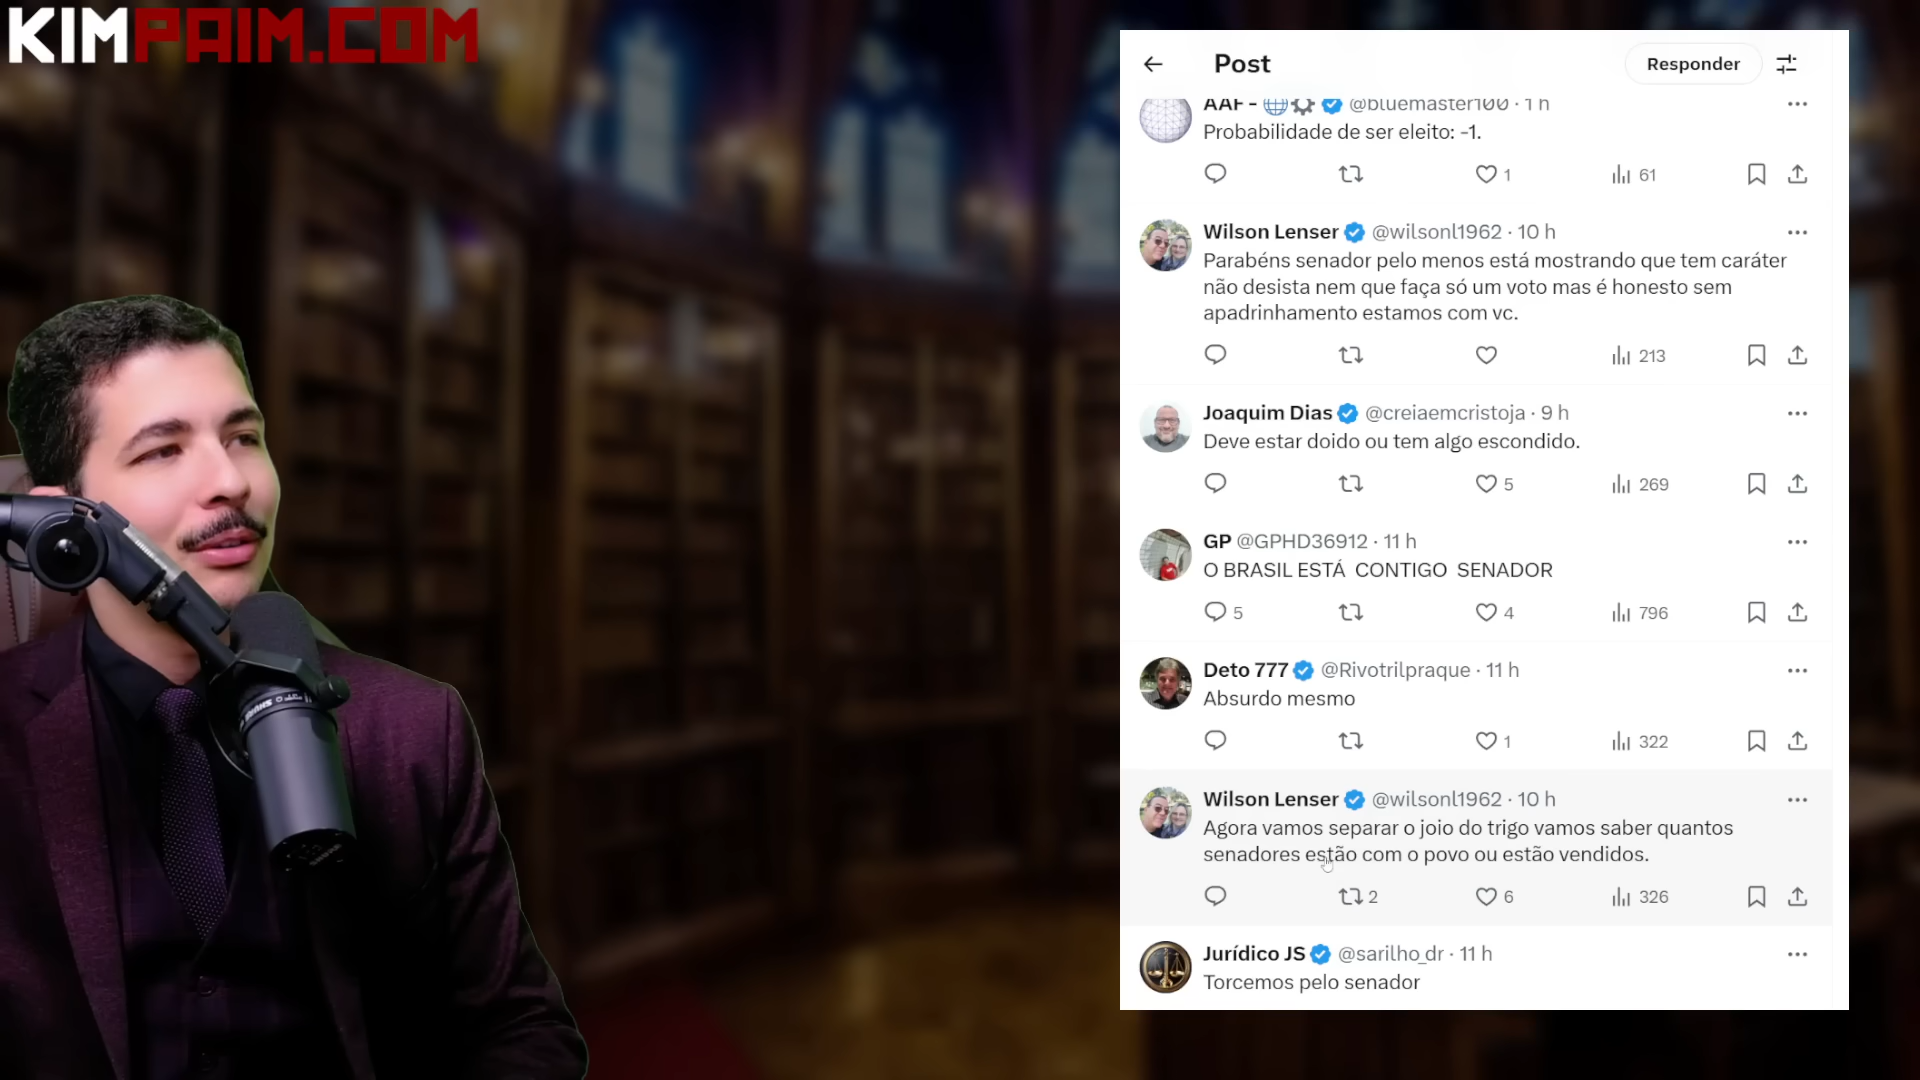 KIMPAIM.COM
Post
Responder
AAF - @bluemaster100 · 1 h
Probabilidade de ser eleito: -1.
1
61
Wilson Lenser @wilsonl1962 · 10 h
Parabéns senador pelo menos está mostrando que tem caráter
não desista nem que faça só um voto mas é honesto sem
apadrinhamento estamos com vc.
213
Joaquim Dias @creiaemcristoja · 9 h
Deve estar doido ou tem algo escondido.
5
269
GP @GPHD36912 · 11 h
O BRASIL ESTÁ CONTIGO SENADOR
5
4
796
Deto 777 @Rivotrilpraque · 11 h
Absurdo mesmo
1
322
Wilson Lenser @wilsonl1962 · 10 h
Agora vamos separar o joio do trigo vamos saber quantos
senadores estão com o povo ou estão vendidos.
2
6
326
Jurídico JS @sarilho_dr · 11 h
Torcemos pelo senador
SHURE